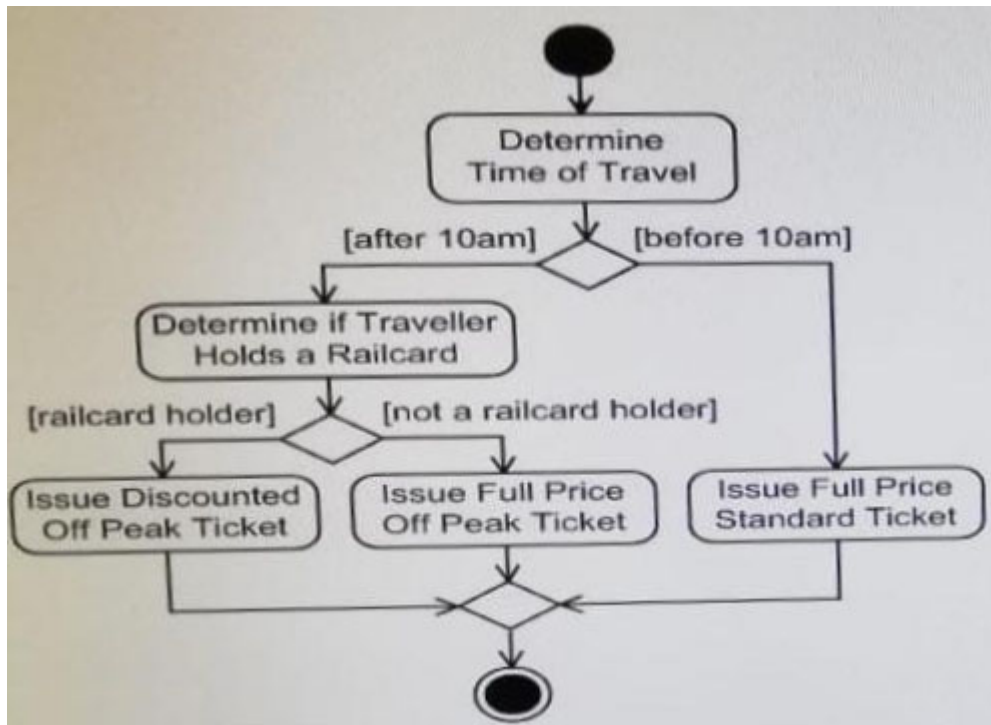 Determine
Time of Travel
[after 10am]
[before 10am]
Determine if Traveller
Holds a Railcard
[railcard holder]
[not a railcard holder]
Issue Discounted
Off Peak Ticket
Issue Full Price
Off Peak Ticket
Issue Full Price
Standard Ticket